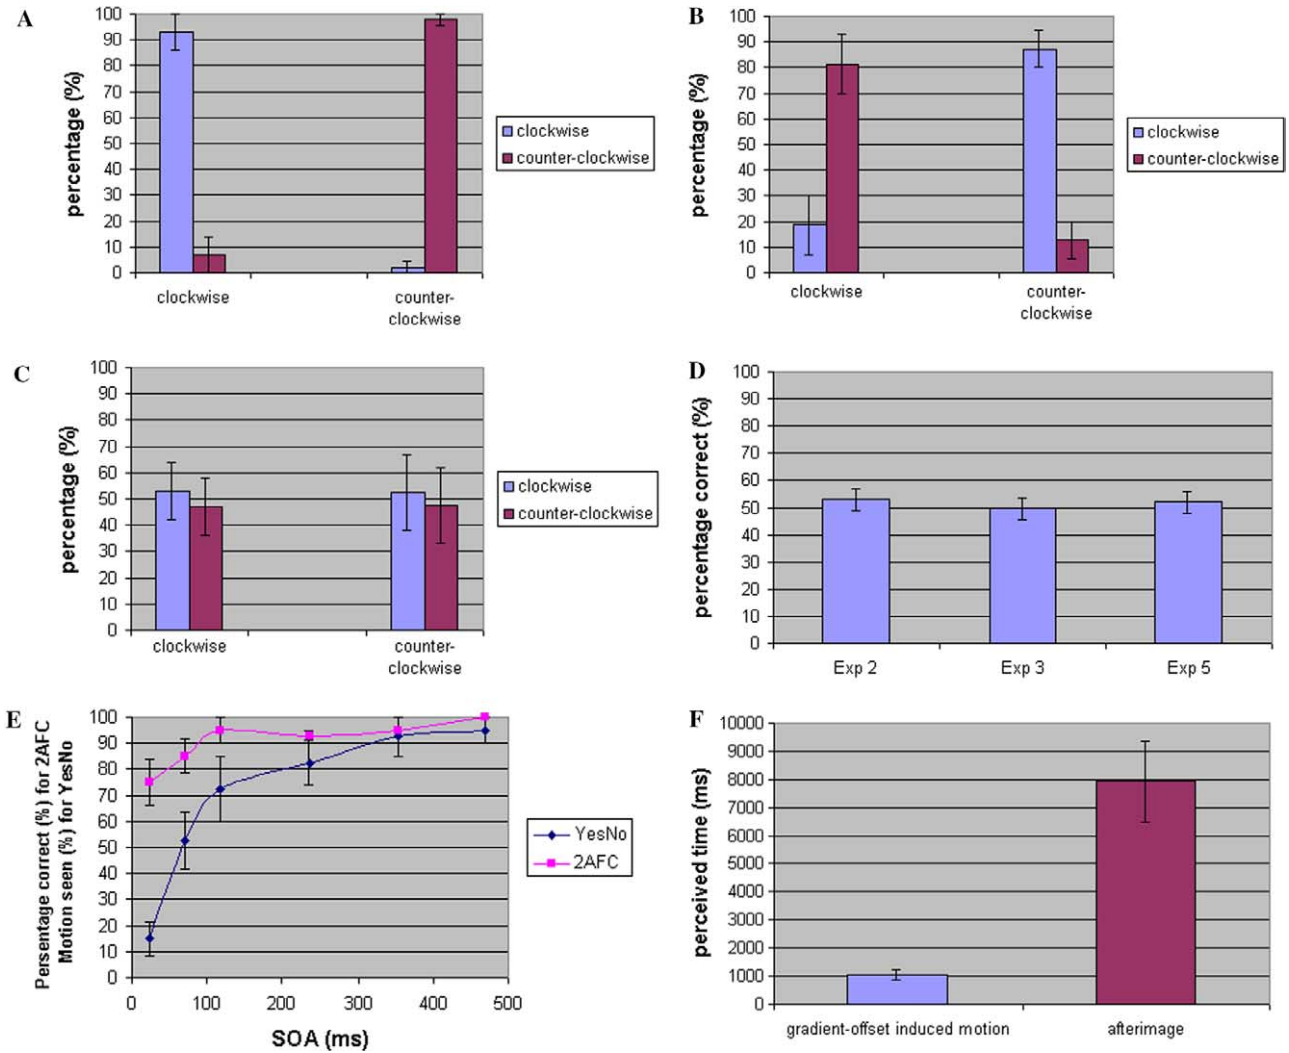 A
percentage (%)
100
90
80
70
60
50
40
30
20
10
0
clockwise
counter-
clockwise
clockwise
counter-clockwise
B
percentage (%)
100
90
80
70
60
50
40
30
20
10
0
clockwise
counter-
clockwise
clockwise
counter-clockwise
C
percentage (%)
100
90
80
70
60
50
40
30
20
10
0
clockwise
counter-
clockwise
clockwise
counter-clockwise
D
percentage correct (%)
100
90
80
70
60
50
40
30
20
10
0
Exp 2
Exp 3
Exp 5
E
Persentage correct (%) for 2AFC
Motion seen (%) for YesNo
100
90
80
70
60
50
40
30
20
10
0
0
100
200
300
400
500
SOA (ms)
YesNo
2AFC
F
perceived time (ms)
10000
9000
8000
7000
6000
5000
4000
3000
2000
1000
0
gradient-offset induced motion
afterimage